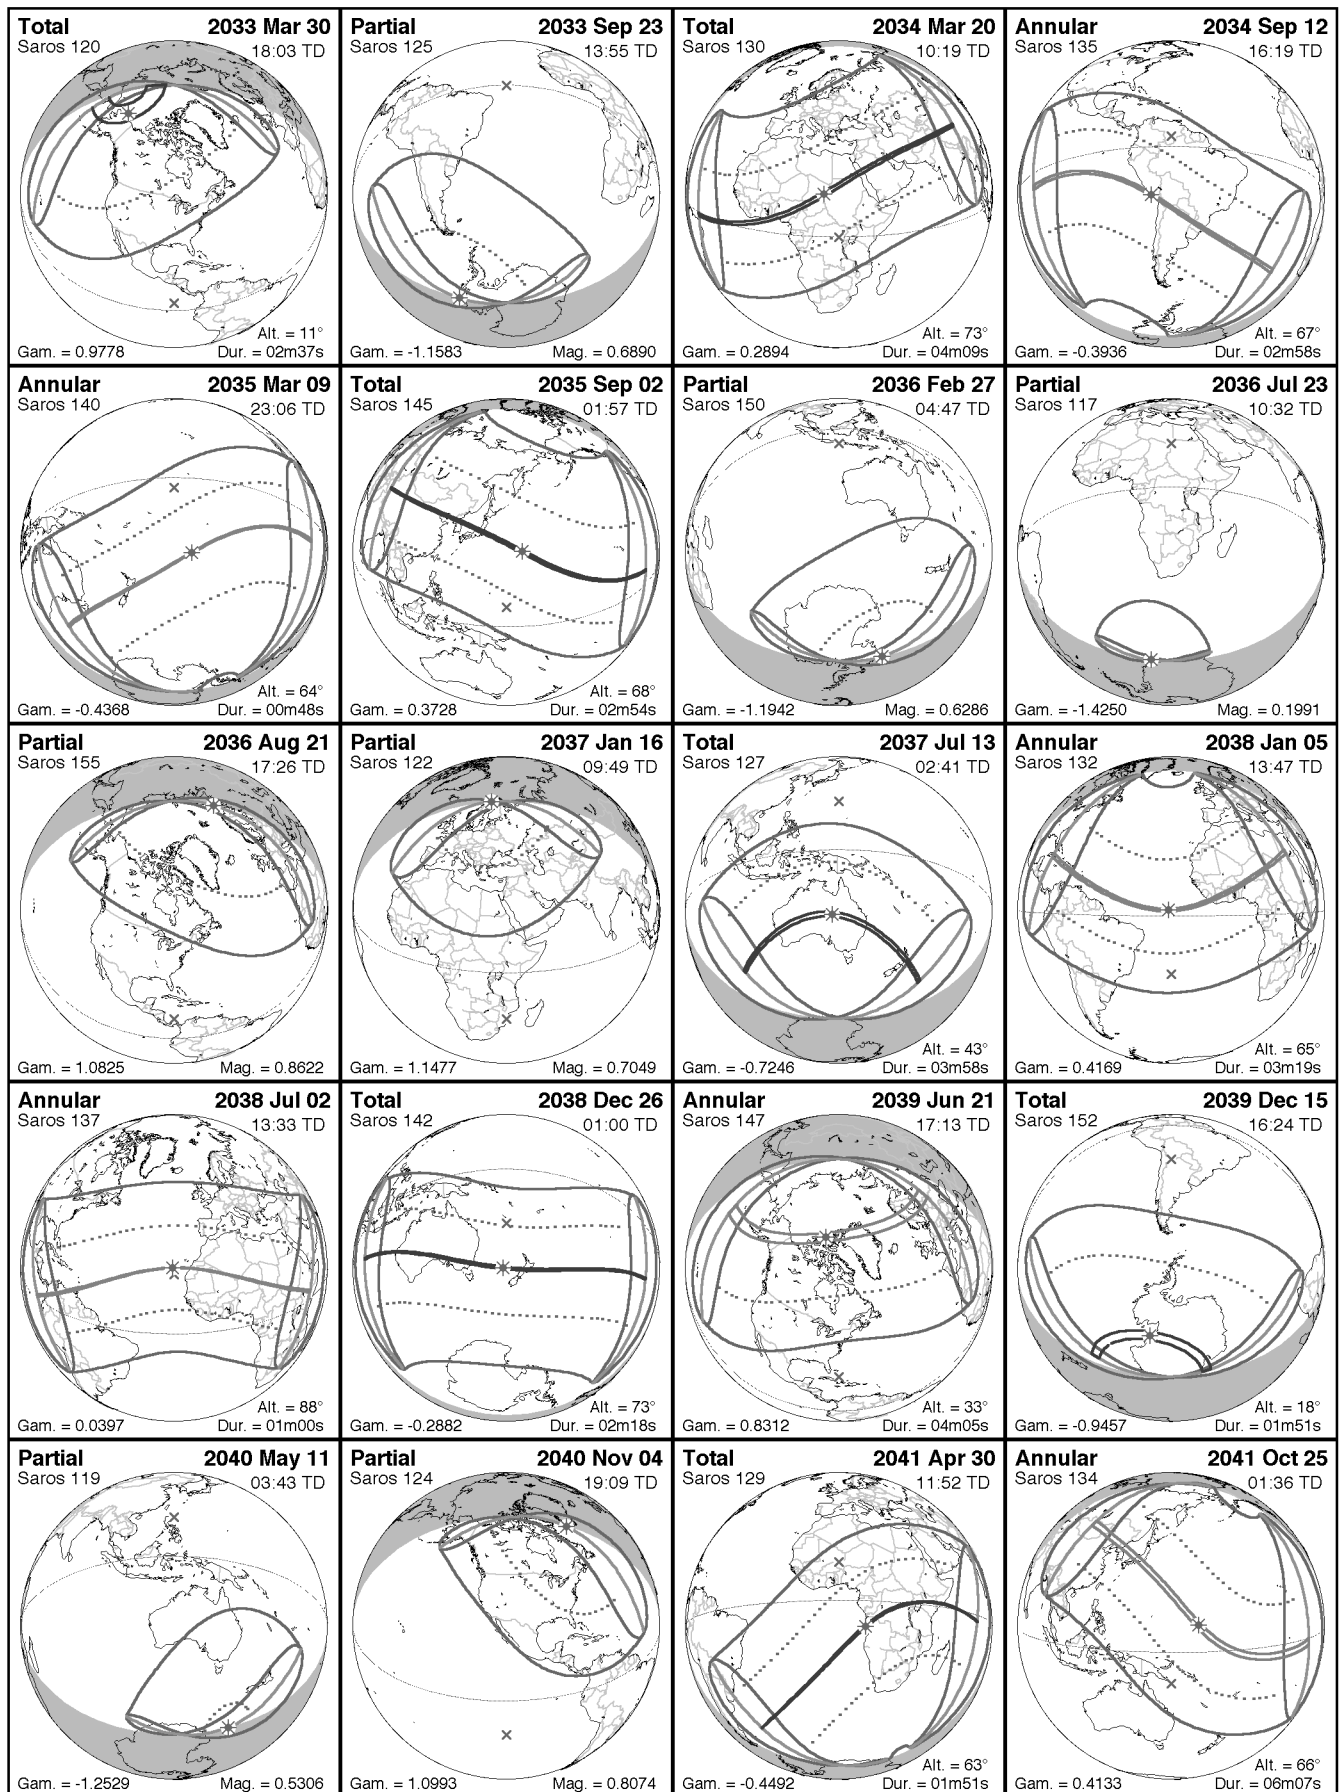 Total 2033 Mar 30
Saros 120 18:03 TD
Alt. = 11°
Gam. = 0.9778 Dur. = 02m37s
Partial 2033 Sep 23
Saros 125 13:55 TD
Gam. = -1.1583 Mag. = 0.6890
Total 2034 Mar 20
Saros 130 10:19 TD
Alt. = 73°
Gam. = 0.2894 Dur. = 04m09s
Annular 2034 Sep 12
Saros 135 16:19 TD
Alt. = 67°
Gam. = -0.3936 Dur. = 02m58s
Annular 2035 Mar 09
Saros 140 23:06 TD
Alt. = 64°
Gam. = -0.4368 Dur. = 00m48s
Total 2035 Sep 02
Saros 145 01:57 TD
Alt. = 68°
Gam. = 0.3728 Dur. = 02m54s
Partial 2036 Feb 27
Saros 150 04:47 TD
Gam. = -1.1942 Mag. = 0.6286
Partial 2036 Jul 23
Saros 117 10:32 TD
Gam. = -1.4250 Mag. = 0.1991
Partial 2036 Aug 21
Saros 155 17:26 TD
Gam. = 1.0825 Mag. = 0.8622
Partial 2037 Jan 16
Saros 122 09:49 TD
Gam. = 1.1477 Mag. = 0.7049
Total 2037 Jul 13
Saros 127 02:41 TD
Alt. = 43°
Gam. = -0.7246 Dur. = 03m58s
Annular 2038 Jan 05
Saros 132 13:47 TD
Alt. = 65°
Gam. = 0.4169 Dur. = 03m19s
Annular 2038 Jul 02
Saros 137 13:33 TD
Alt. = 88°
Gam. = 0.0397 Dur. = 01m00s
Total 2038 Dec 26
Saros 142 01:00 TD
Alt. = 73°
Gam. = -0.2882 Dur. = 02m18s
Annular 2039 Jun 21
Saros 147 17:13 TD
Alt. = 33°
Gam. = 0.8312 Dur. = 04m05s
Total 2039 Dec 15
Saros 152 16:24 TD
Alt. = 18°
Gam. = -0.9457 Dur. = 01m51s
Partial 2040 May 11
Saros 119 03:43 TD
Gam. = -1.2529 Mag. = 0.5306
Partial 2040 Nov 04
Saros 124 19:09 TD
Gam. = 1.0993 Mag. = 0.8074
Total 2041 Apr 30
Saros 129 11:52 TD
Alt. = 63°
Gam. = -0.4492 Dur. = 01m51s
Annular 2041 Oct 25
Saros 134 01:36 TD
Alt. = 66°
Gam. = 0.4133 Dur. = 06m07s